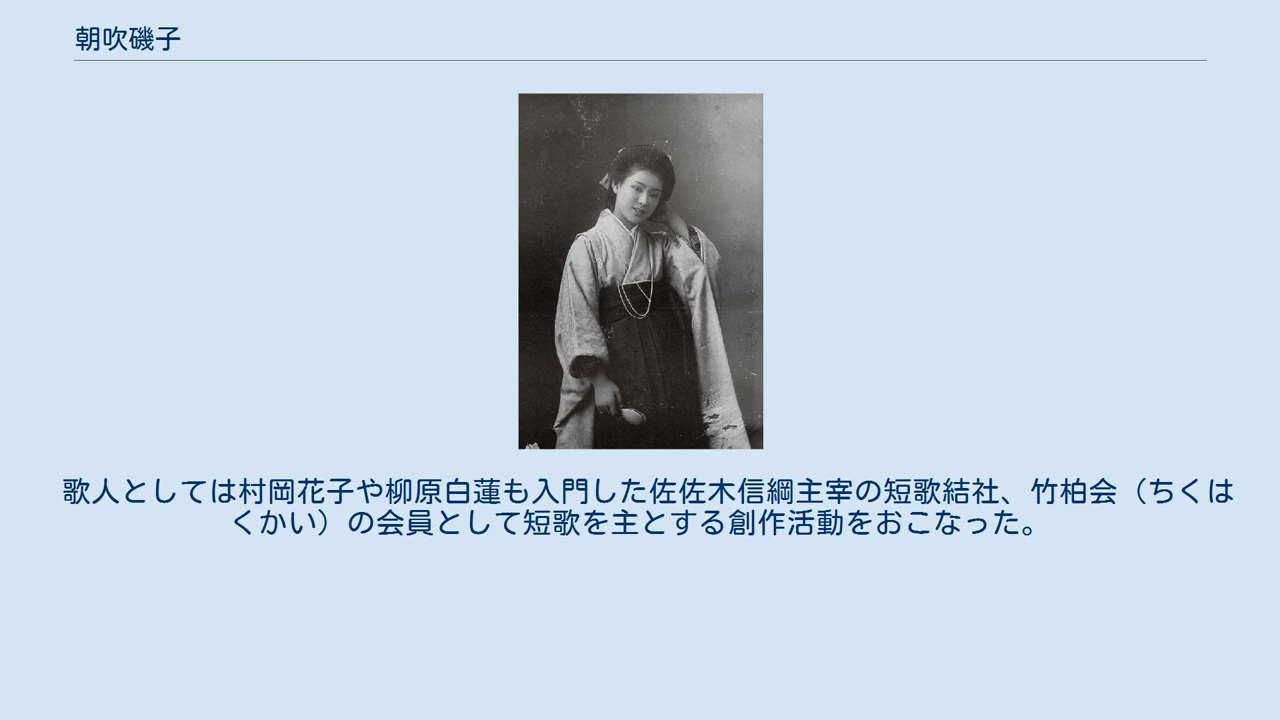 朝吹磯子
歌人としては村岡花子や柳原白蓮も入門した佐佐木信綱主宰の短歌結社、竹柏会（ちくは
くかい）の会員として短歌を主とする創作活動をおこなった。